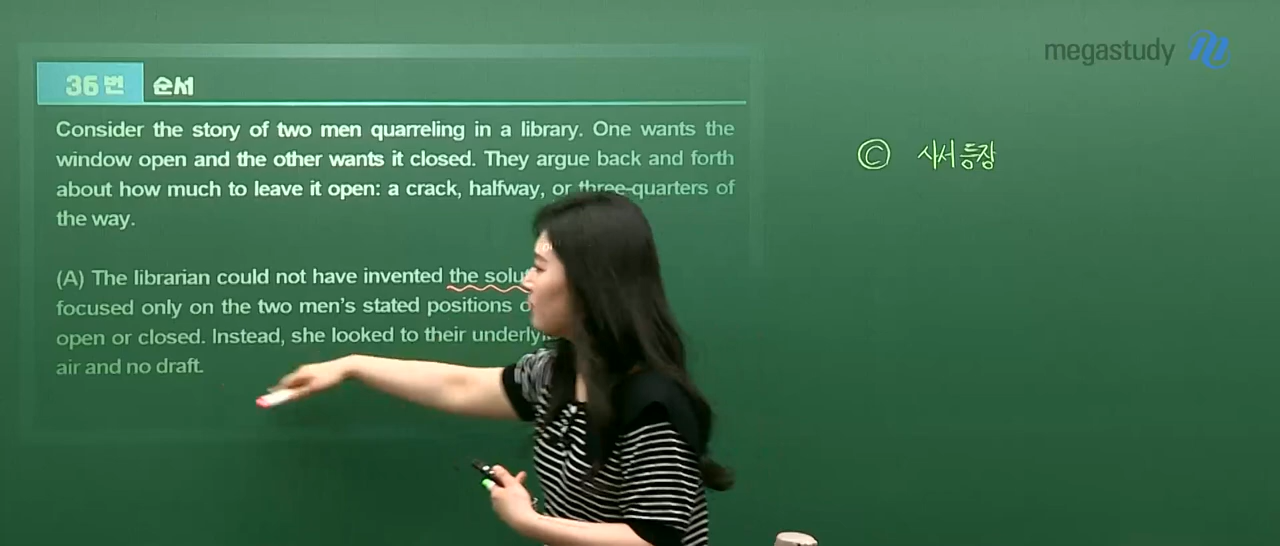 megastudy
36번 순서
Consider the story of two men quarreling in a library. One wants the
window open and the other wants it closed. They argue back and forth
about how much to leave it open: a crack, halfway, or three-quarters of
the way.
(A) The librarian could not have invented the
focused only on the two men's stated positions
open or closed. Instead, she looked to their
air and no draft.
Ⓒ 사서 등장